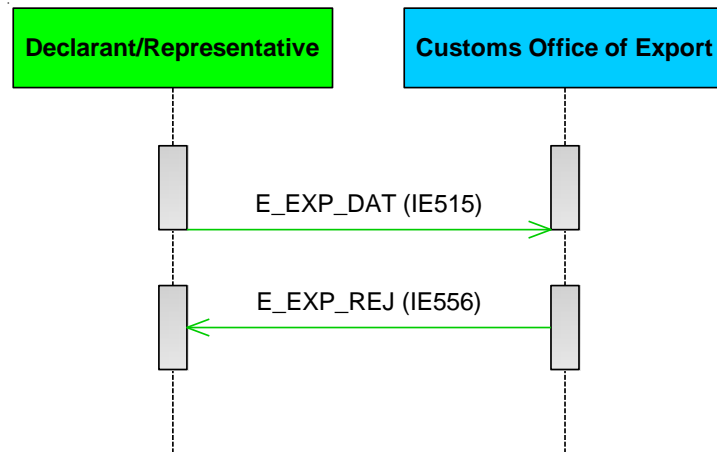 Declarant/Representative
Customs Office of Export
E_EXP_DAT (IE515)
E_EXP_REJ (IE556)